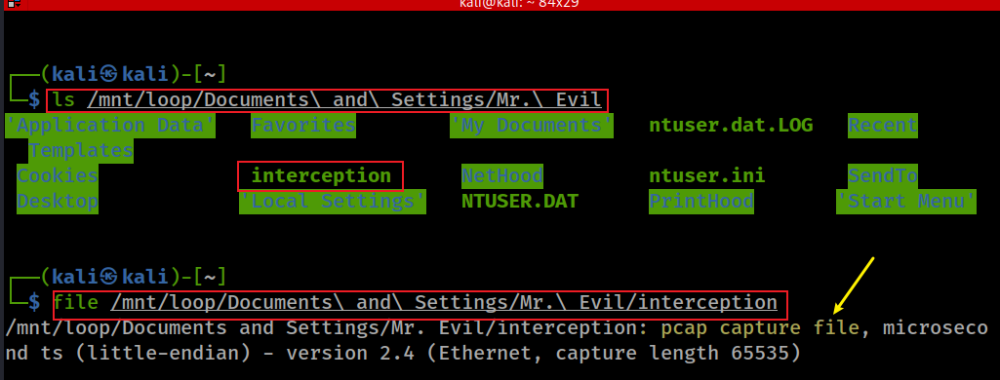 kali@kali: ~ 84x29
┌──(kali㉿kali)-[~]
└─$ ls /mnt/loop/Documents\ and\ Settings/Mr.\ Evil
'Application Data' Favorites 'My Documents' ntuser.dat.LOG Recent
Templates
Cookies interception NetHood ntuser.ini SendTo
Desktop 'Local Settings' NTUSER.DAT PrintHood 'Start Menu'
┌──(kali㉿kali)-[~]
└─$ file /mnt/loop/Documents\ and\ Settings/Mr.\ Evil/interception
/mnt/loop/Documents and Settings/Mr. Evil/interception: pcap capture file, microseco
nd ts (little-endian) - version 2.4 (Ethernet, capture length 65535)